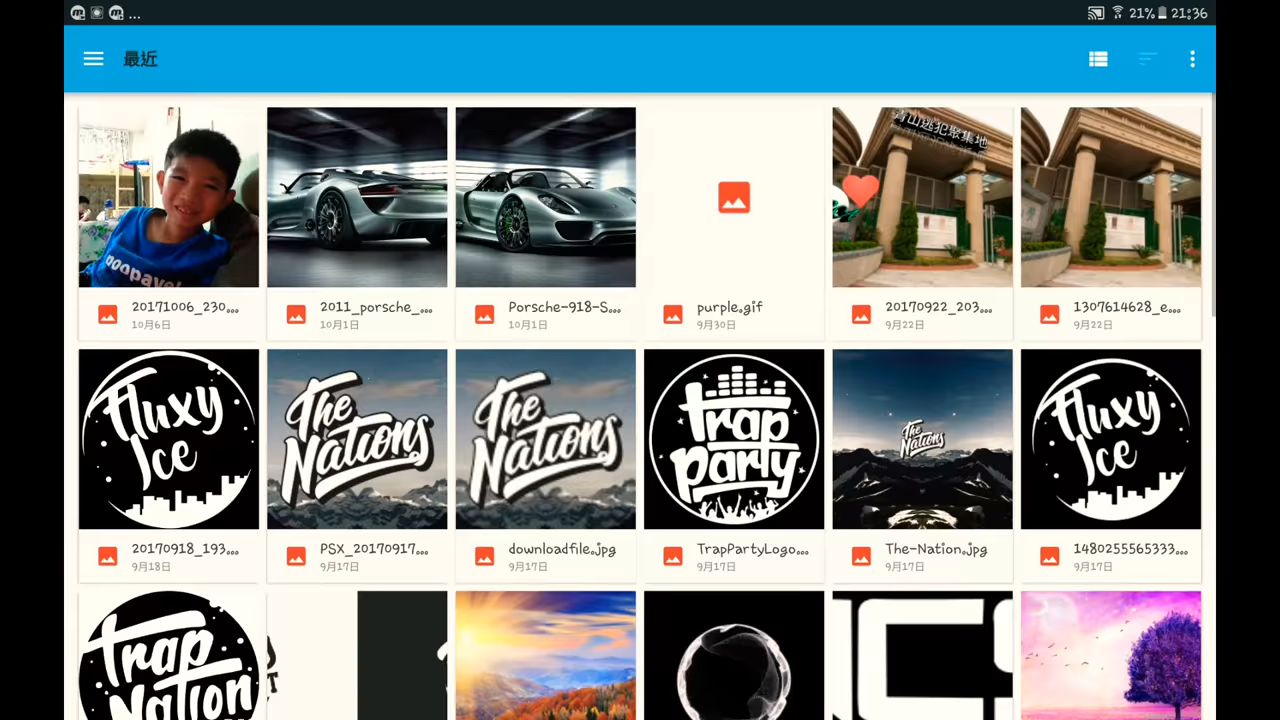 ... 21% 21:36
最近
poopave
青山逃犯聚集地
20171006_230...
10月6日
2011_porsche_...
10月1日
Porsche-918-S...
10月1日
purple.gif
9月30日
20170922_203...
9月22日
1307614628_e...
9月22日
Fluxy
Ice
The
Nations
The
Nations
trap
party
The
Nations
Fluxy
Ice
20170918_193...
9月18日
PSX_20170917...
9月17日
downloadfile.jpg
9月17日
TrapPartyLogo...
9月17日
The-Nation.jpg
9月17日
1480255565333...
9月17日
Trap
Nation